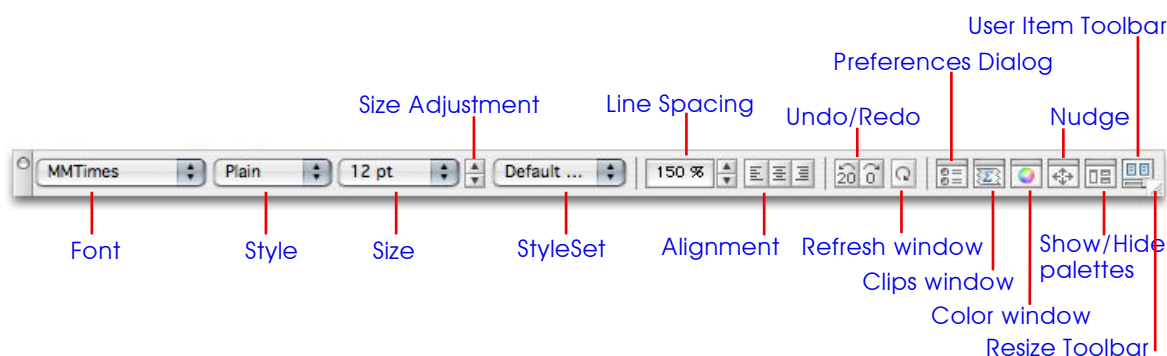 User Item Toolbar
Preferences Dialog
Size Adjustment
Line Spacing
Undo/Redo
Nudge
MMTimes
Plain
12 pt
Default ...
150 %
20
0
Font
Style
Size
StyleSet
Alignment
Refresh window
Show/Hide
palettes
Clips window
Color window
Resize Toolbar